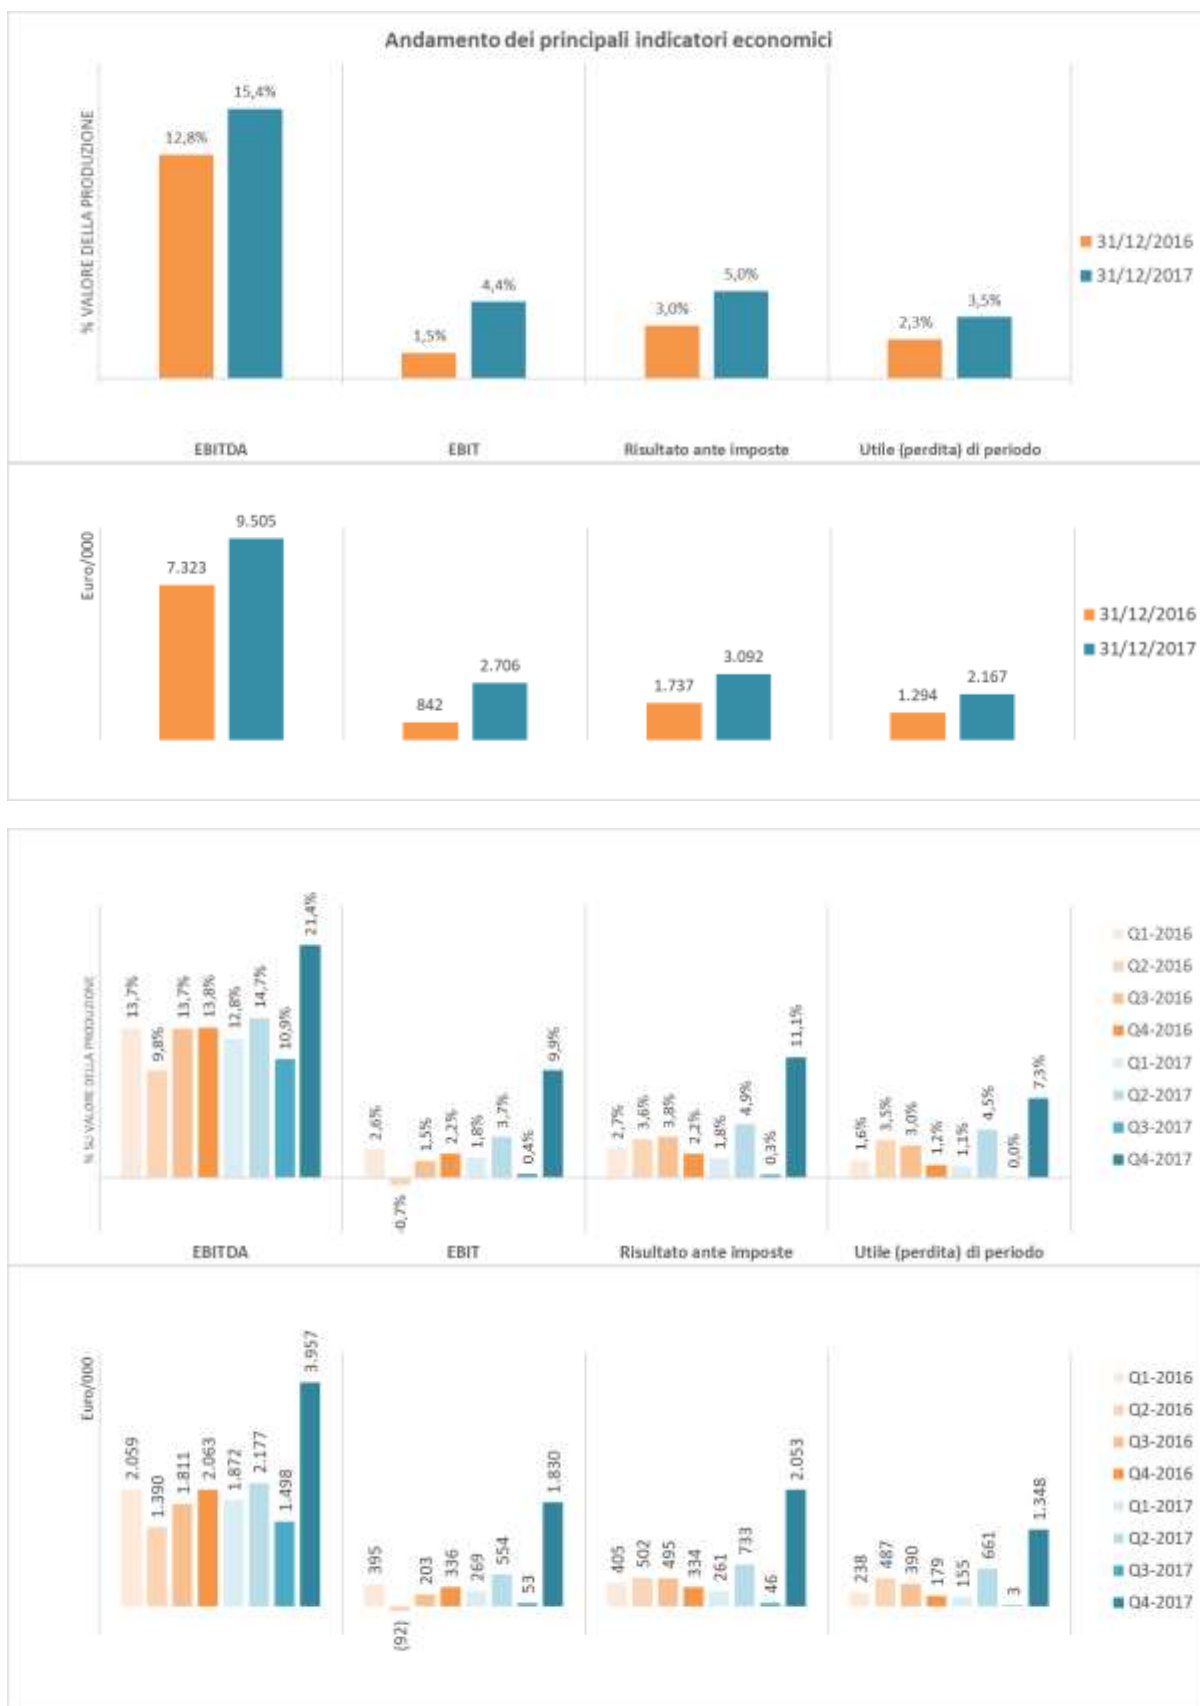 Andamento dei principali indicatori economici
% VALORE DELLA PRODUZIONE
12,8%
15,4%
1,5%
4,4%
3,0%
5,0%
2,3%
3,5%
31/12/2016
31/12/2017
EBITDA
EBIT
Risultato ante imposte
Utile (perdita) di periodo
Euro/000
7.323
9.505
842
2.706
1.737
3.092
1.294
2.167
31/12/2016
31/12/2017
% SU VALORE DELLA PRODUZIONE
13,7%
9,8%
13,7%
13,8%
12,8%
14,7%
10,9%
21,4%
2,6%
-0,7%
1,5%
2,2%
1,8%
3,7%
0,4%
9,9%
2,7%
3,6%
3,8%
2,2%
1,8%
4,9%
0,3%
11,1%
1,6%
3,5%
3,0%
1,2%
1,1%
4,5%
0,0%
7,3%
Q1-2016
Q2-2016
Q3-2016
Q4-2016
Q1-2017
Q2-2017
Q3-2017
Q4-2017
EBITDA
EBIT
Risultato ante imposte
Utile (perdita) di periodo
Euro/000
2.059
1.390
1.811
2.063
1.872
2.177
1.498
3.957
395
(92)
203
336
269
554
53
1.830
405
502
495
334
261
733
46
2.053
238
487
390
179
155
661
3
1.348
Q1-2016
Q2-2016
Q3-2016
Q4-2016
Q1-2017
Q2-2017
Q3-2017
Q4-2017